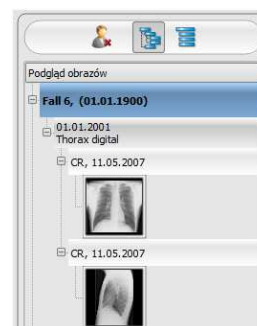 Podgląd obrazów
Fall 6, (01.01.1900)
01.01.2001
Thorax digital
CR, 11.05.2007
CR, 11.05.2007